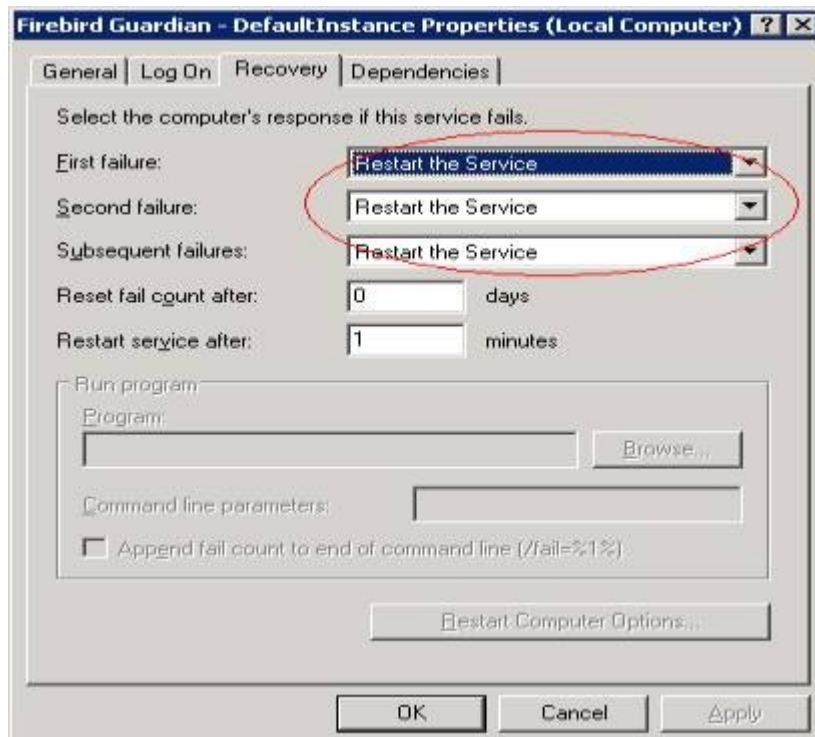 Firebird Guardian - DefaultInstance Properties (Local Computer)
General Log On Recovery Dependencies
Select the computer's response if this service fails.
First failure: Restart the Service
Second failure: Restart the Service
Subsequent failures: Restart the Service
Reset fail count after: 0 days
Restart service after: 1 minutes
Run program
Program:
Browse...
Command line parameters:
Append fail count to end of command line (/fail=%1%)
Restart Computer Options...
OK Cancel Apply